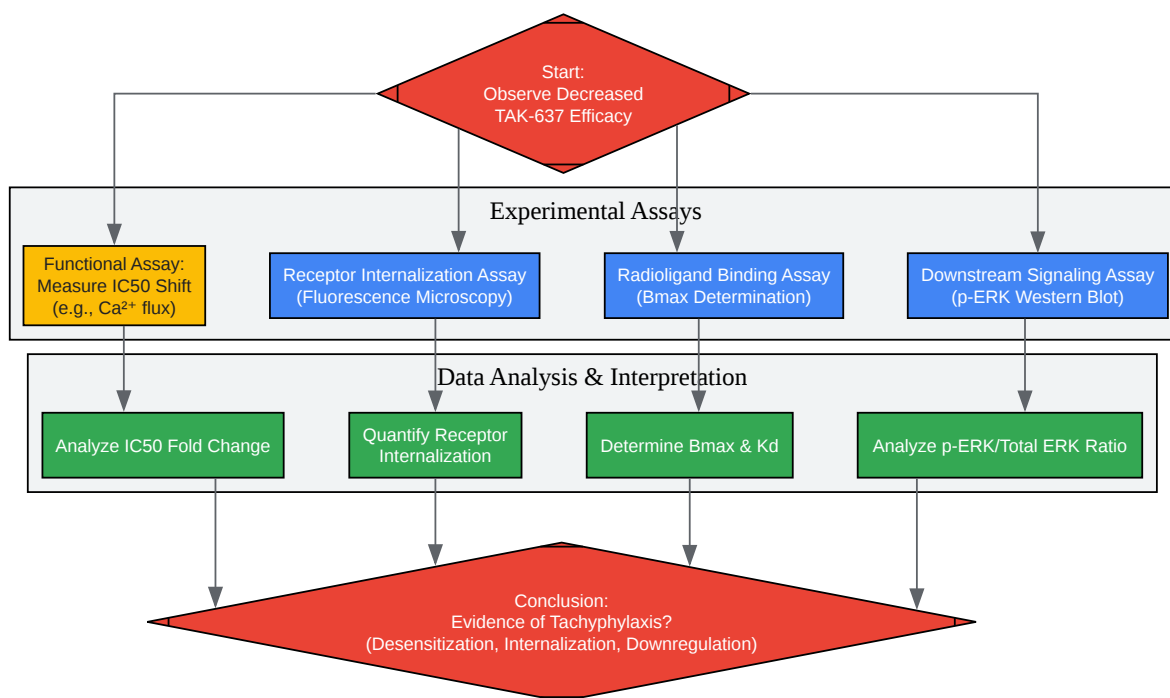 Start:
Observe Decreased
TAK-637 Efficacy
Experimental Assays
Functional Assay:
Measure IC50 Shift
(e.g., Ca²⁺ flux)
Receptor Internalization Assay
(Fluorescence Microscopy)
Radioligand Binding Assay
(Bmax Determination)
Downstream Signaling Assay
(p-ERK Western Blot)
Data Analysis & Interpretation
Analyze IC50 Fold Change
Quantify Receptor
Internalization
Determine Bmax & Kd
Analyze p-ERK/Total ERK Ratio
Conclusion:
Evidence of Tachyphylaxis?
(Desensitization, Internalization, Downregulation)